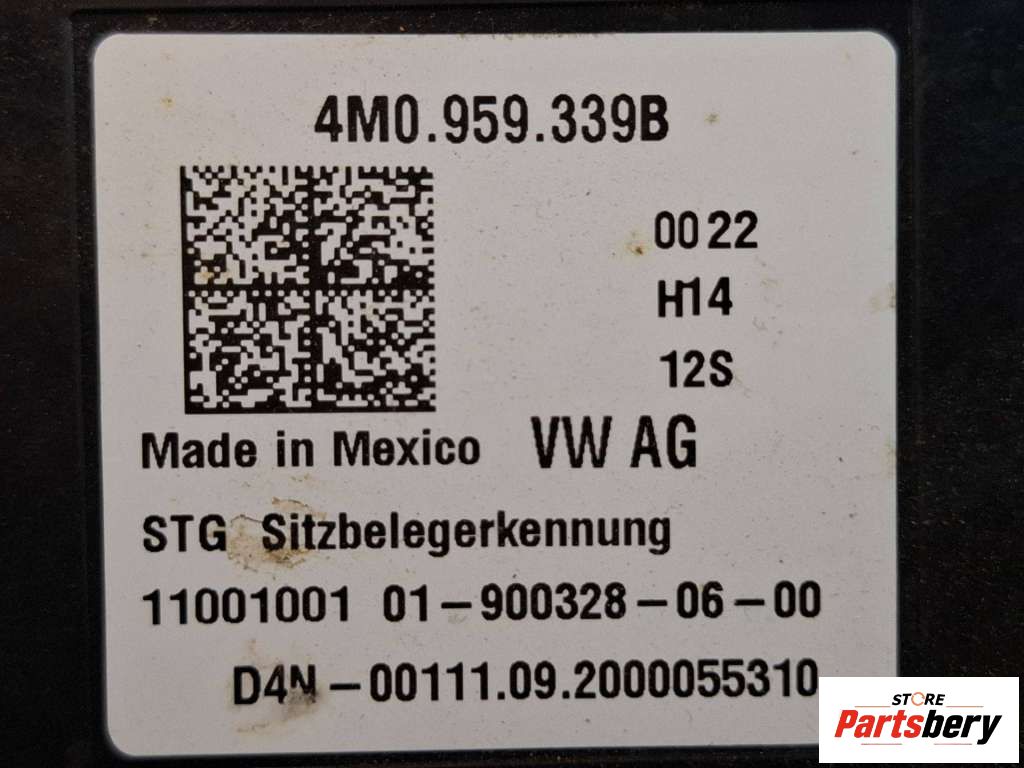 4M0.959.339B
0022
H14
12S
Made in Mexico VW AG
STG Sitzbelegerkennung
11001001 01-900328-06-00
D4N-00111.09.2000055310
STORE
Partsbery